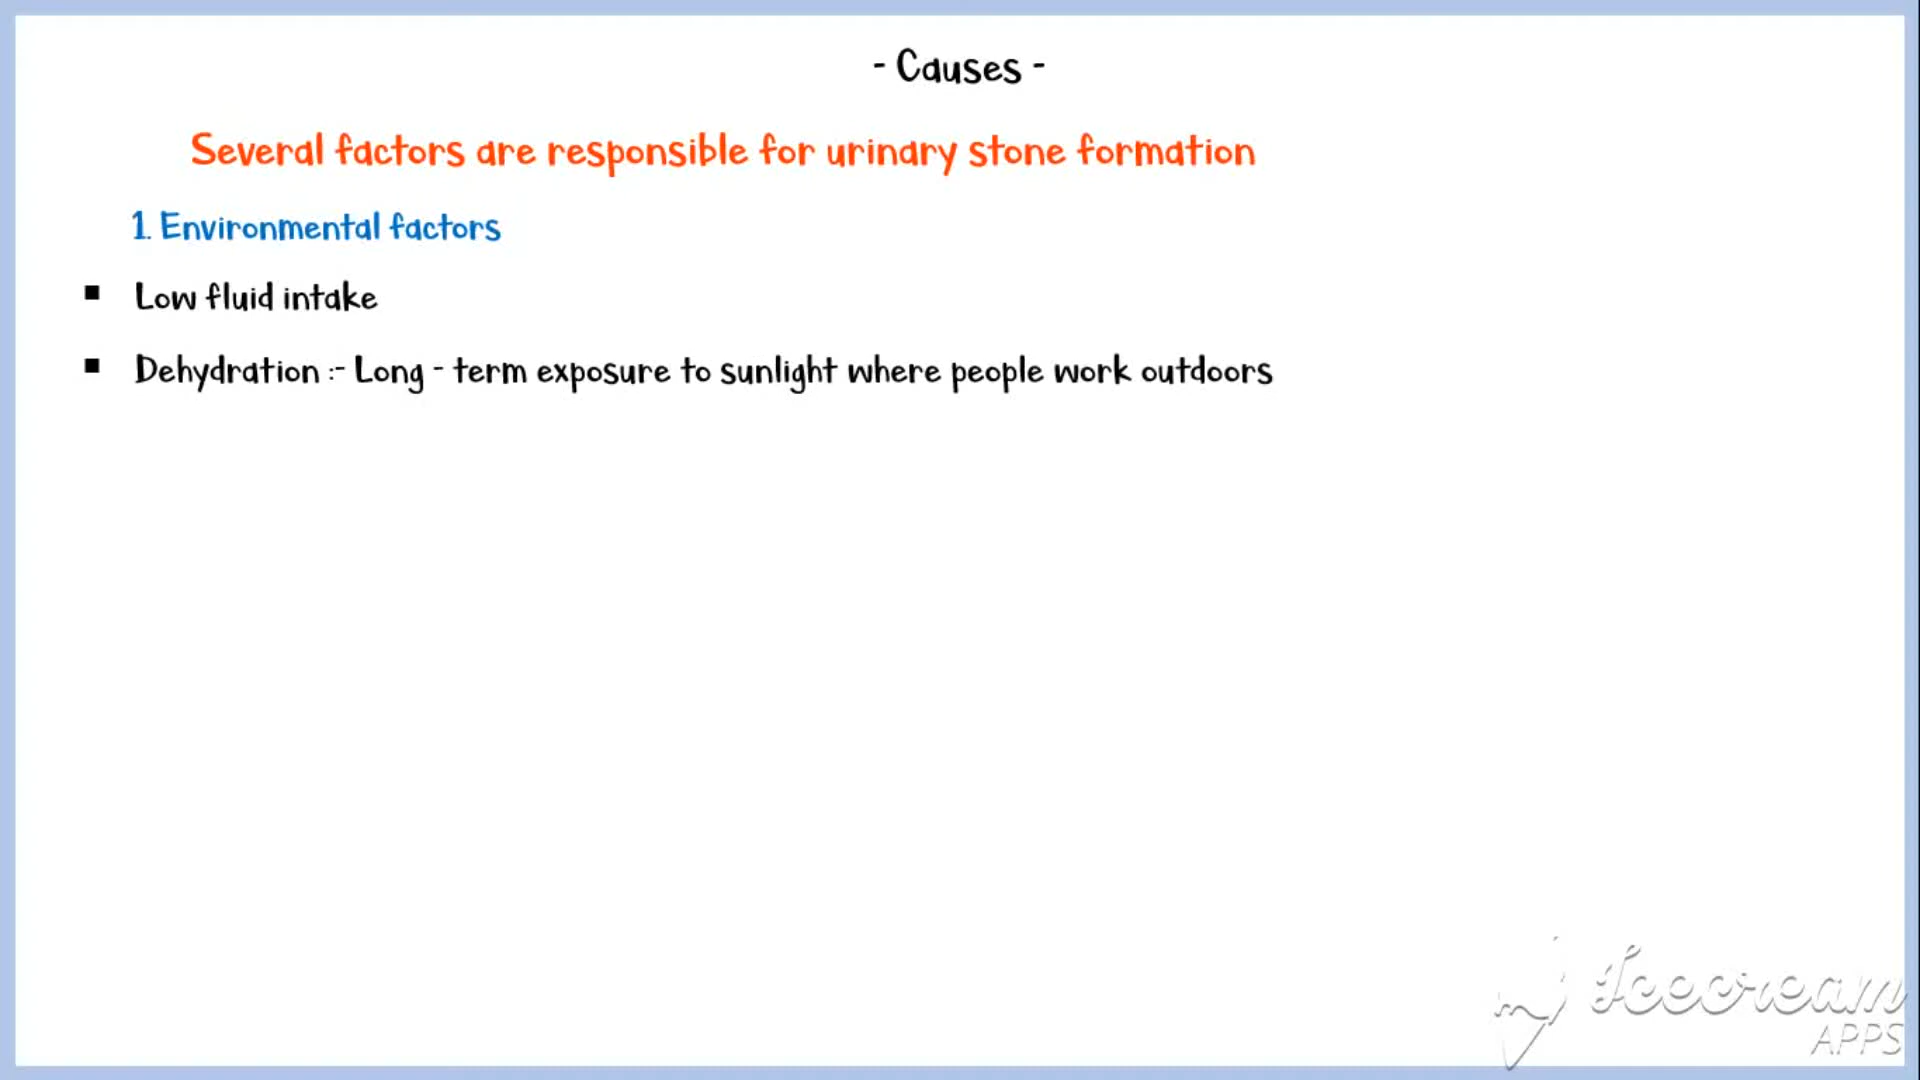 - Causes -
Several factors are responsible for urinary stone formation
1. Environmental factors
▪ Low fluid intake
▪ Dehydration :- Long - term exposure to sunlight where people work outdoors
Icecream
APPS